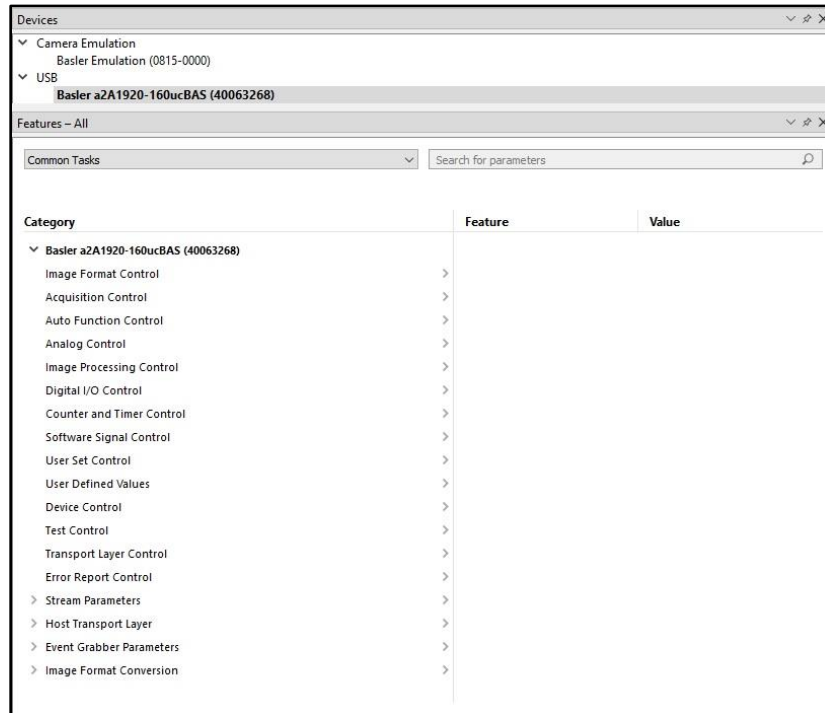 Devices
Camera Emulation
Basler Emulation (0815-0000)
USB
Basler a2A1920-160ucBAS (40063268)
Features – All
Common Tasks Search for parameters
Category Feature Value
Basler a2A1920-160ucBAS (40063268)
Image Format Control
Acquisition Control
Auto Function Control
Analog Control
Image Processing Control
Digital I/O Control
Counter and Timer Control
Software Signal Control
User Set Control
User Defined Values
Device Control
Test Control
Transport Layer Control
Error Report Control
Stream Parameters
Host Transport Layer
Event Grabber Parameters
Image Format Conversion